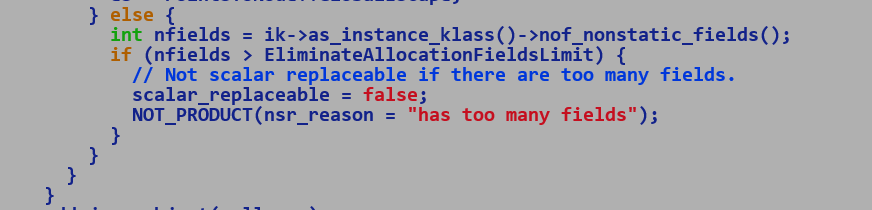 } else {
int nfields = ik->as_instance_klass()->nof_nonstatic_fields();
if (nfields > EliminateAllocationFieldsLimit) {
// Not scalar replaceable if there are too many fields.
scalar_replaceable = false;
NOT_PRODUCT(nsr_reason = "has too many fields");
}
}
}
}